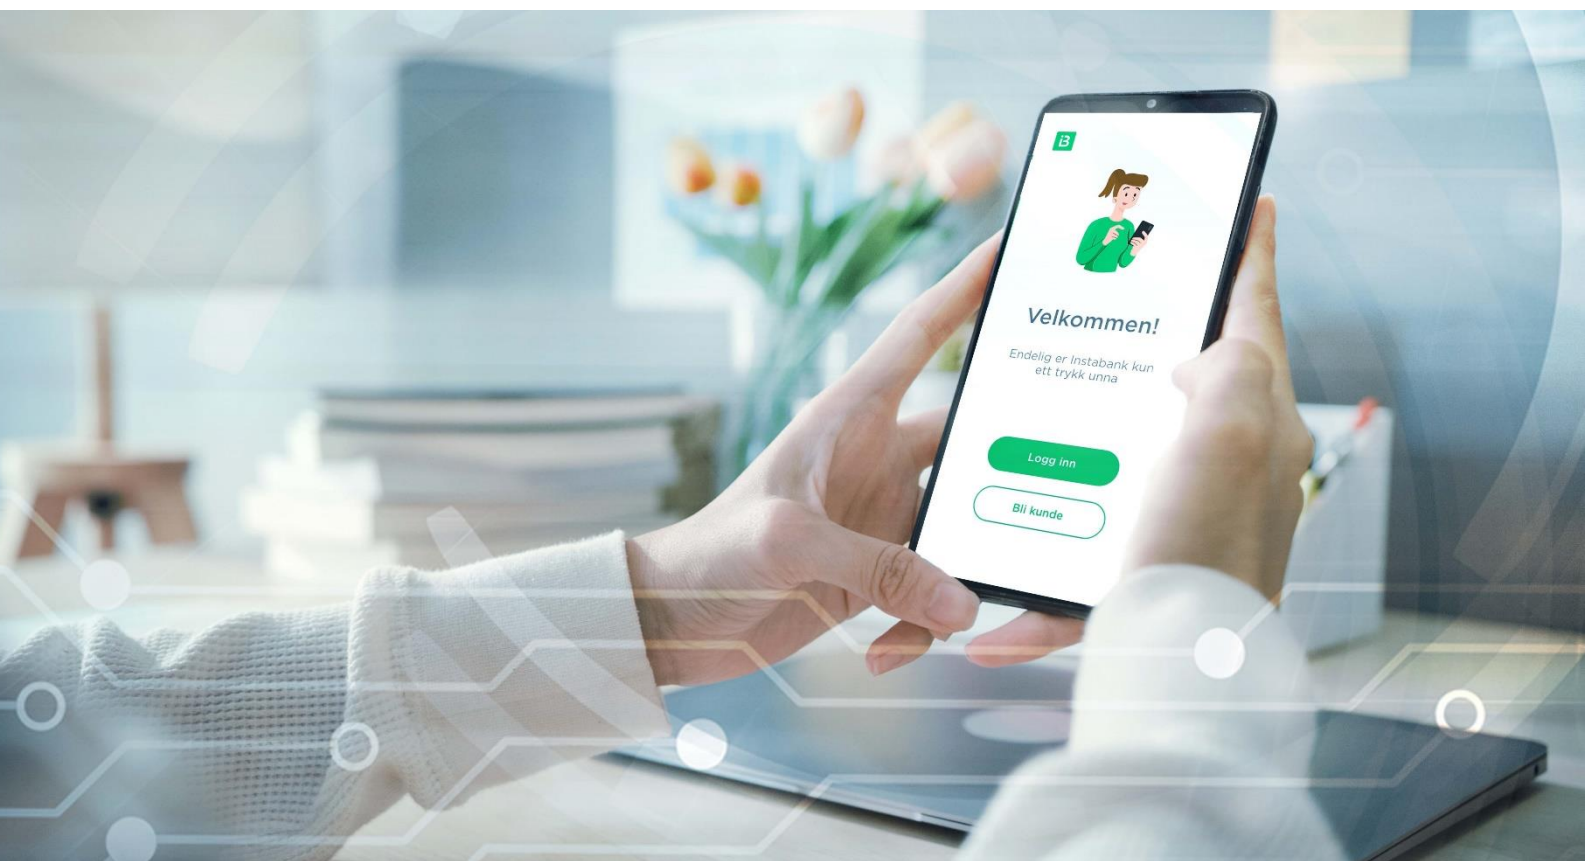 iB
Velkommen!
Endelig er Instabank kun
ett trykk unna
Logg inn
Bli kunde